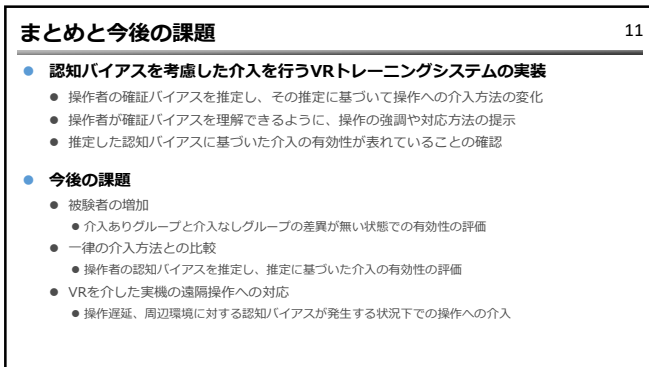 まとめと今後の課題
11
● 認知バイアスを考慮した介入を行うVRトレーニングシステムの実装
● 操作者の確証バイアスを推定し、その推定に基づいて操作への介入方法の変化
● 操作者が確証バイアスを理解できるように、操作の強調や対応方法の提示
● 推定した認知バイアスに基づいた介入の有効性が表れていることの確認
● 今後の課題
● 被験者の増加
● 介入ありグループと介入なしグループの差異が無い状態での有効性の評価
● 一律の介入方法との比較
● 操作者の認知バイアスを推定し、推定に基づいた介入の有効性の評価
● VRを介した実機の遠隔操作への対応
● 操作遅延、周辺環境に対する認知バイアスが発生する状況下での操作への介入